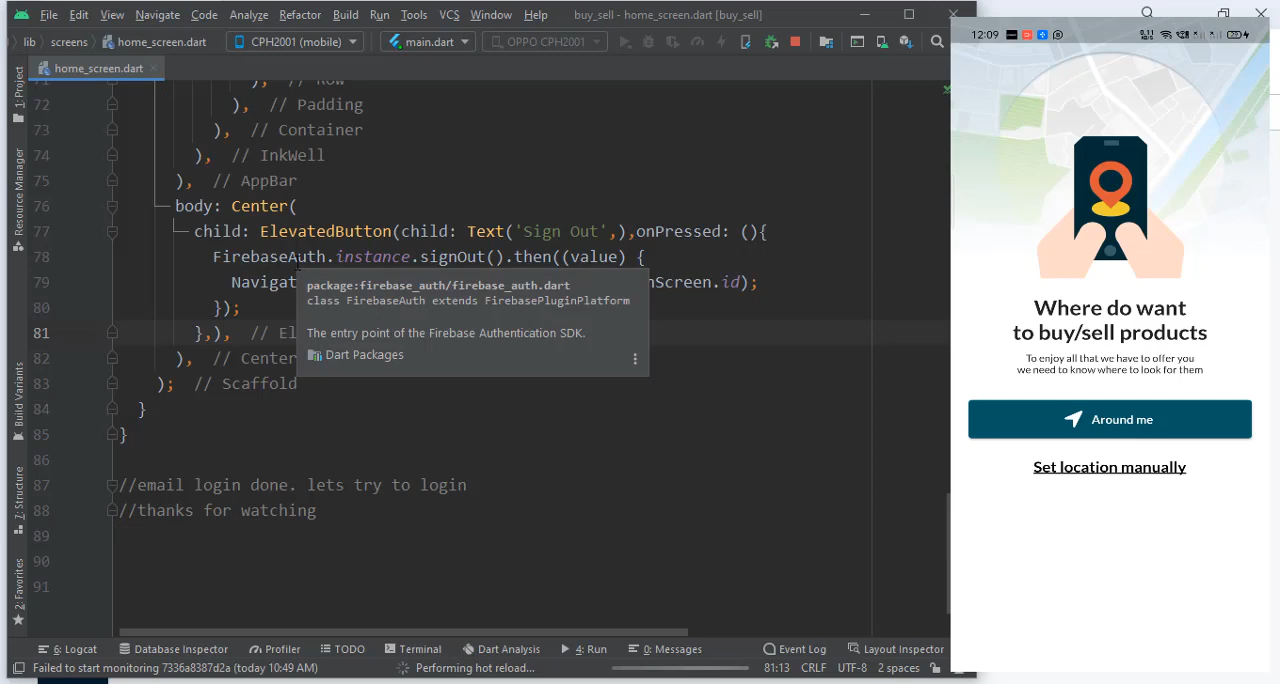 File Edit View Navigate Code Analyze Refactor Build Run Tools VCS Window Help buy_sell - home_screen.dart [buy_sell]
lib screens home_screen.dart CPH2001 (mobile) main.dart OPPO CPH2001
home_screen.dart
72 ), // Padding
73 ), // Container
74 ), // InkWell
75 ), // AppBar
76 body: Center(
77 child: ElevatedButton(child: Text('Sign Out',),onPressed: (){
78 FirebaseAuth.instance.signOut().then((value) {
79 Navigat nScreen.id);
80 });
81 },), // El
82 ), // Center
83 ); // Scaffold
84 }
85 }
86
87 //email login done. lets try to login
88 //thanks for watching
89
90
91
package:firebase_auth/firebase_auth.dart
class FirebaseAuth extends FirebasePluginPlatform
The entry point of the Firebase Authentication SDK.
Dart Packages
1: Project
Resource Manager
Build Variants
7: Structure
2: Favorites
6: Logcat Database Inspector Profiler TODO Terminal Dart Analysis 4: Run 0: Messages Event Log Layout Inspector
Failed to start monitoring 7336a8387d2a (today 10:49 AM) Performing hot reload... 81:13 CRLF UTF-8 2 spaces
12:09
Where do want
to buy/sell products
To enjoy all that we have to offer you
we need to know where to look for them
Around me
Set location manually